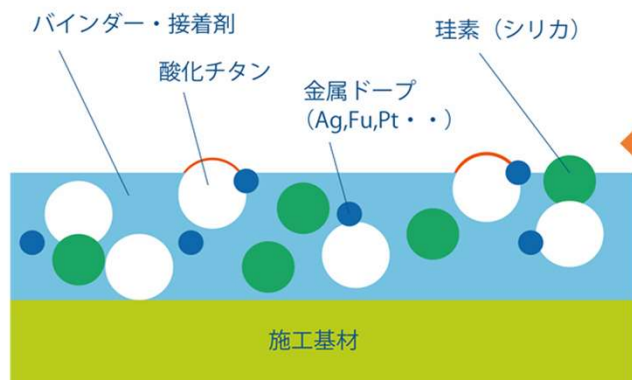 バインダー・接着剤
珪素（シリカ）
酸化チタン
金属ドープ
（Ag,Fu,Pt・・）
施工基材